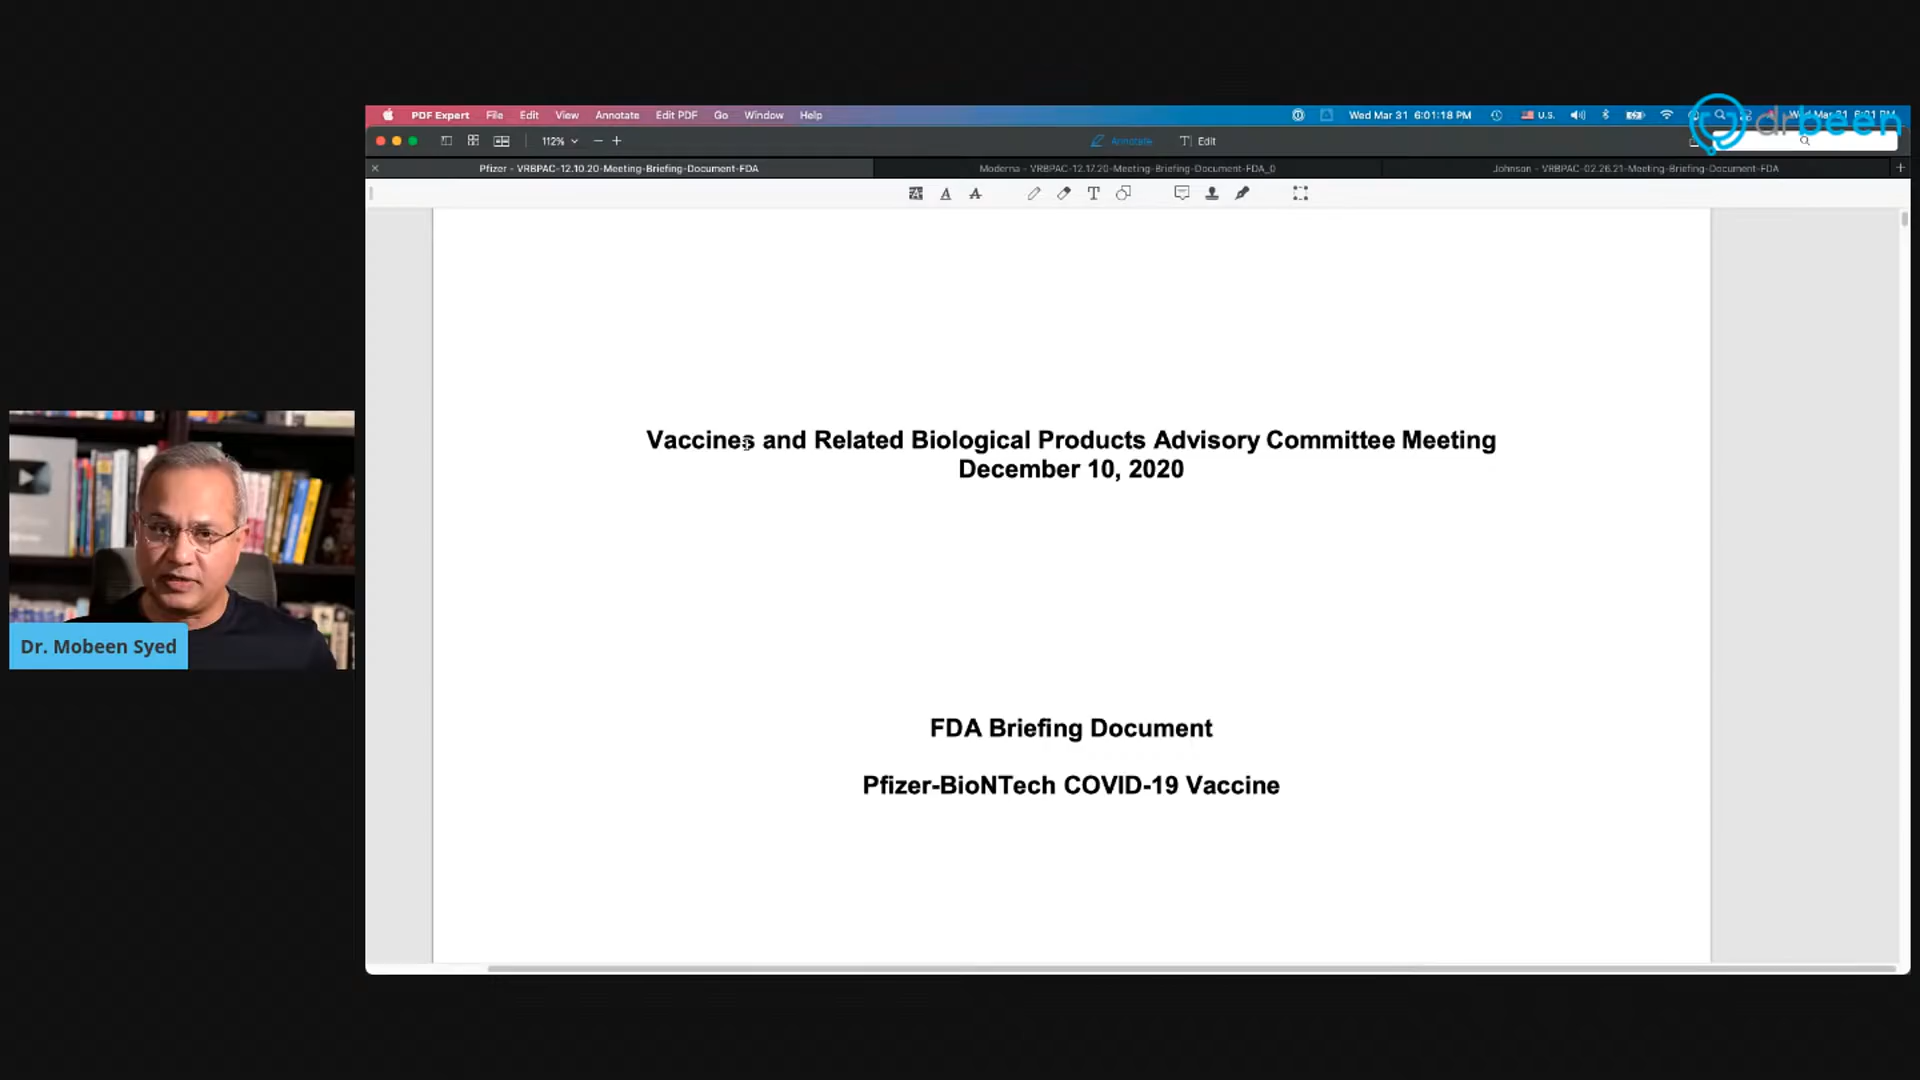 PDF Expert File Edit View Annotate Edit PDF Go Window Help U.S. Wed Mar 31 6:01:18 PM
drbeen
112% Annotate Edit
Pfizer - VRBPAC-12.10.20-Meeting-Briefing-Document-FDA
Moderna - VRBPAC-12.17.20-Meeting-Briefing-Document-FDA_0
Johnson - VRBPAC-02.26.21-Meeting-Briefing-Document-FDA
Vaccines and Related Biological Products Advisory Committee Meeting
December 10, 2020
Dr. Mobeen Syed
FDA Briefing Document
Pfizer-BioNTech COVID-19 Vaccine